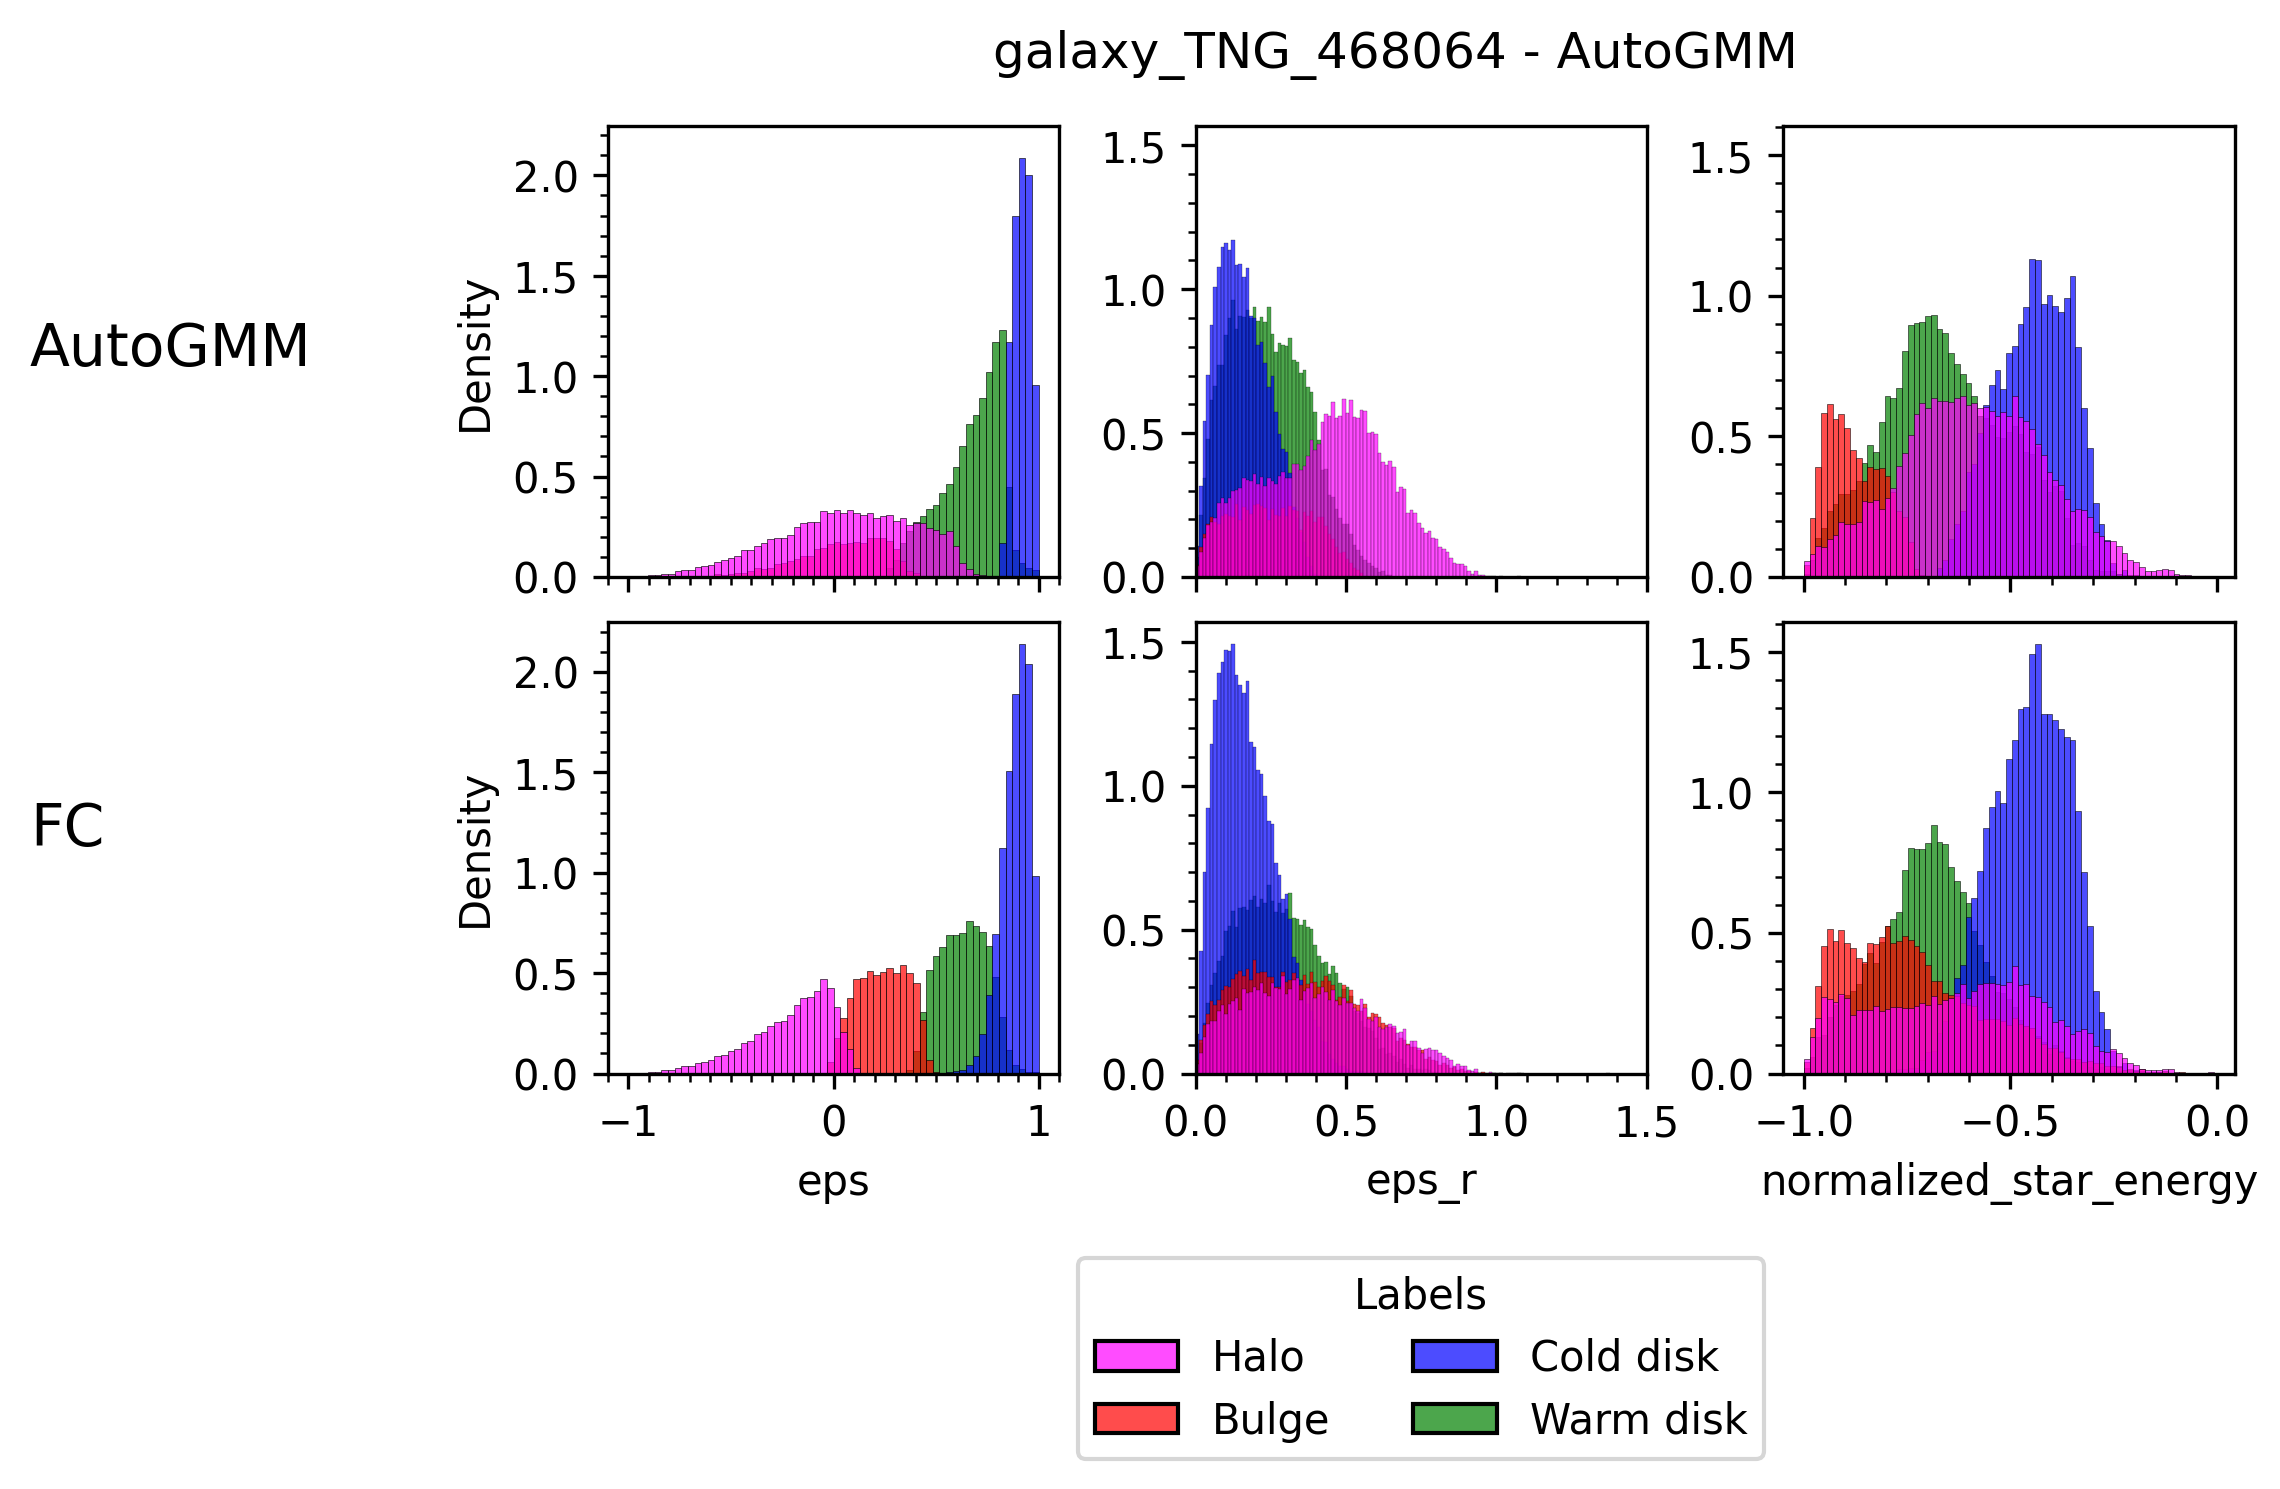 galaxy_TNG_468064 - AutoGMM
AutoGMM
Density
2.0
1.5
1.0
0.5
0.0
1.5
1.0
0.5
0.0
1.5
1.0
0.5
0.0
FC
Density
2.0
1.5
1.0
0.5
0.0
−1
0
1
eps
1.5
1.0
0.5
0.0
0.0
0.5
1.0
1.5
eps_r
1.5
1.0
0.5
0.0
−1.0
−0.5
0.0
normalized_star_energy
Labels
Halo
Bulge
Cold disk
Warm disk